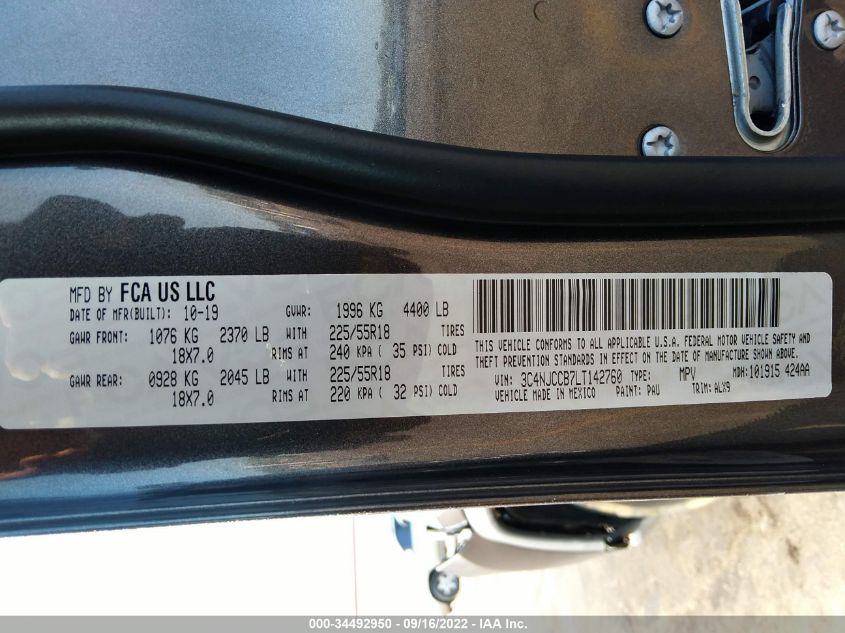 MFD BY FCA US LLC
DATE OF MFR(BUILT): 10-19 GVWR: 1996 KG 4400 LB
GAWR FRONT: 1076 KG 2370 LB WITH 225/55R18 TIRES
18X7.0 RIMS AT 240 KPA ( 35 PSI) COLD
GAWR REAR: 0928 KG 2045 LB WITH 225/55R18 TIRES
18X7.0 RIMS AT 220 KPA ( 32 PSI) COLD
THIS VEHICLE CONFORMS TO ALL APPLICABLE U.S.A. FEDERAL MOTOR VEHICLE SAFETY AND
THEFT PREVENTION STANDARDS IN EFFECT ON THE DATE OF MANUFACTURE SHOWN ABOVE.
VIN: 3C4NJCCB7LT142760 TYPE: MPV MDH:101915 424AA
VEHICLE MADE IN MEXICO PAINT: PAU TRIM:ALX9
000-34492950 - 09/16/2022 - IAA Inc.